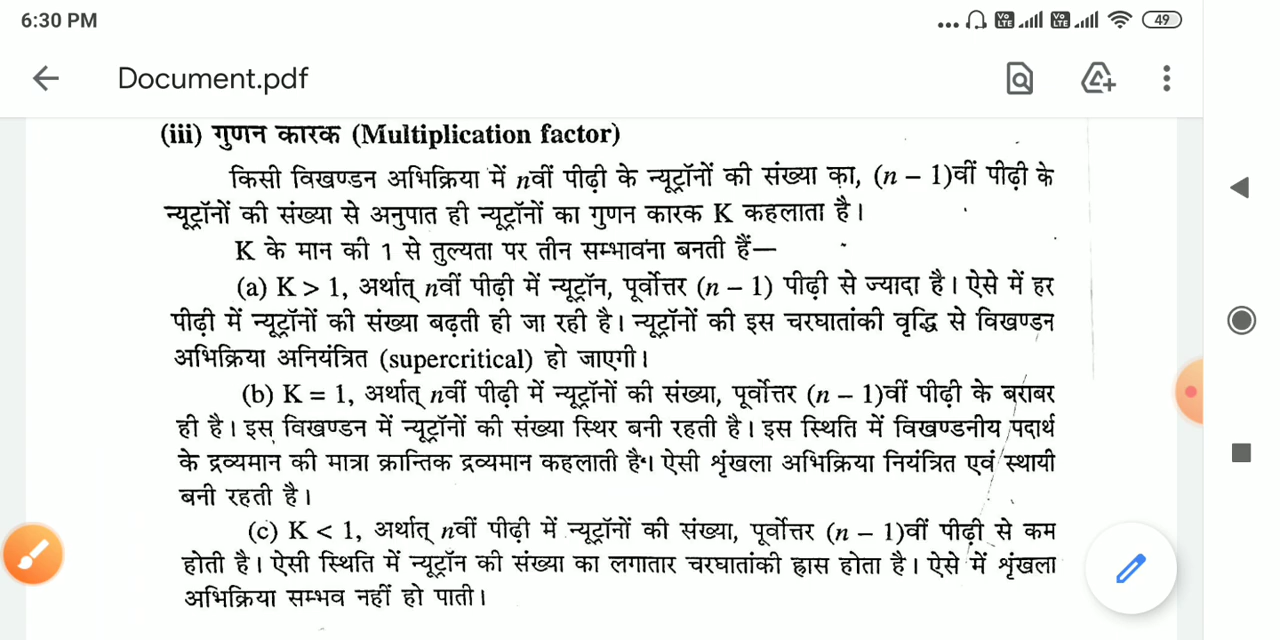 6:30 PM
... Vo LTE Vo LTE 49
Document.pdf
(iii) गुणन कारक (Multiplication factor)
किसी विखण्डन अभिक्रिया में nवीं पीढ़ी के न्यूट्रॉनों की संख्या का, (n – 1)वीं पीढ़ी के
न्यूट्रॉनों की संख्या से अनुपात ही न्यूट्रॉनों का गुणन कारक K कहलाता है।
K के मान की 1 से तुल्यता पर तीन सम्भावना बनती हैं—
(a) K > 1, अर्थात् nवीं पीढ़ी में न्यूट्रॉन, पूर्वोत्तर (n – 1) पीढ़ी से ज्यादा है। ऐसे में हर
पीढ़ी में न्यूट्रॉनों की संख्या बढ़ती ही जा रही है। न्यूट्रॉनों की इस चरघातांकी वृद्धि से विखण्डन
अभिक्रिया अनियंत्रित (supercritical) हो जाएगी।
(b) K = 1, अर्थात् nवीं पीढ़ी में न्यूट्रॉनों की संख्या, पूर्वोत्तर (n – 1)वीं पीढ़ी के बराबर
ही है। इस विखण्डन में न्यूट्रॉनों की संख्या स्थिर बनी रहती है। इस स्थिति में विखण्डनीय पदार्थ
के द्रव्यमान की मात्रा क्रान्तिक द्रव्यमान कहलाती है। ऐसी शृंखला अभिक्रिया नियंत्रित एवं स्थायी
बनी रहती है।
(c) K < 1, अर्थात् nवीं पीढ़ी में न्यूट्रॉनों की संख्या, पूर्वोत्तर (n – 1)वीं पीढ़ी से कम
होती है। ऐसी स्थिति में न्यूट्रॉन की संख्या का लगातार चरघातांकी ह्रास होता है। ऐसे में शृंखला
अभिक्रिया सम्भव नहीं हो पाती।